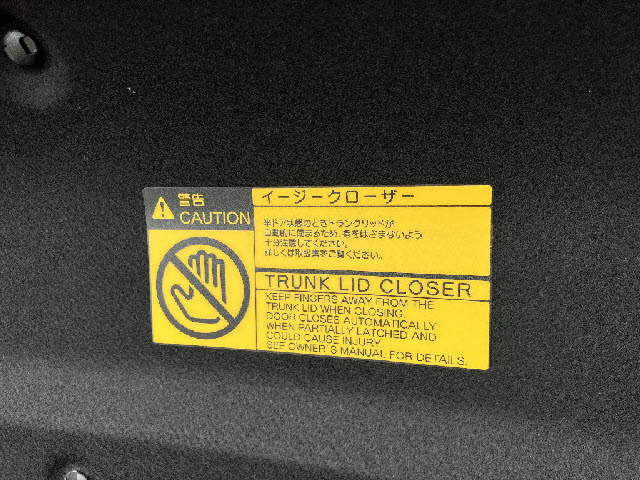 警告
CAUTION
イージークローザー
半ドア状態のときトランクリッドが
自動的に閉まるため、指をはさまないよう
十分注意してください。
詳しくは取扱書をご覧ください。
TRUNK LID CLOSER
KEEP FINGERS AWAY FROM THE
TRUNK LID WHEN CLOSING.
DOOR CLOSES AUTOMATICALLY
WHEN PARTIALLY LATCHED AND
COULD CAUSE INJURY.
SEE OWNER'S MANUAL FOR DETAILS.